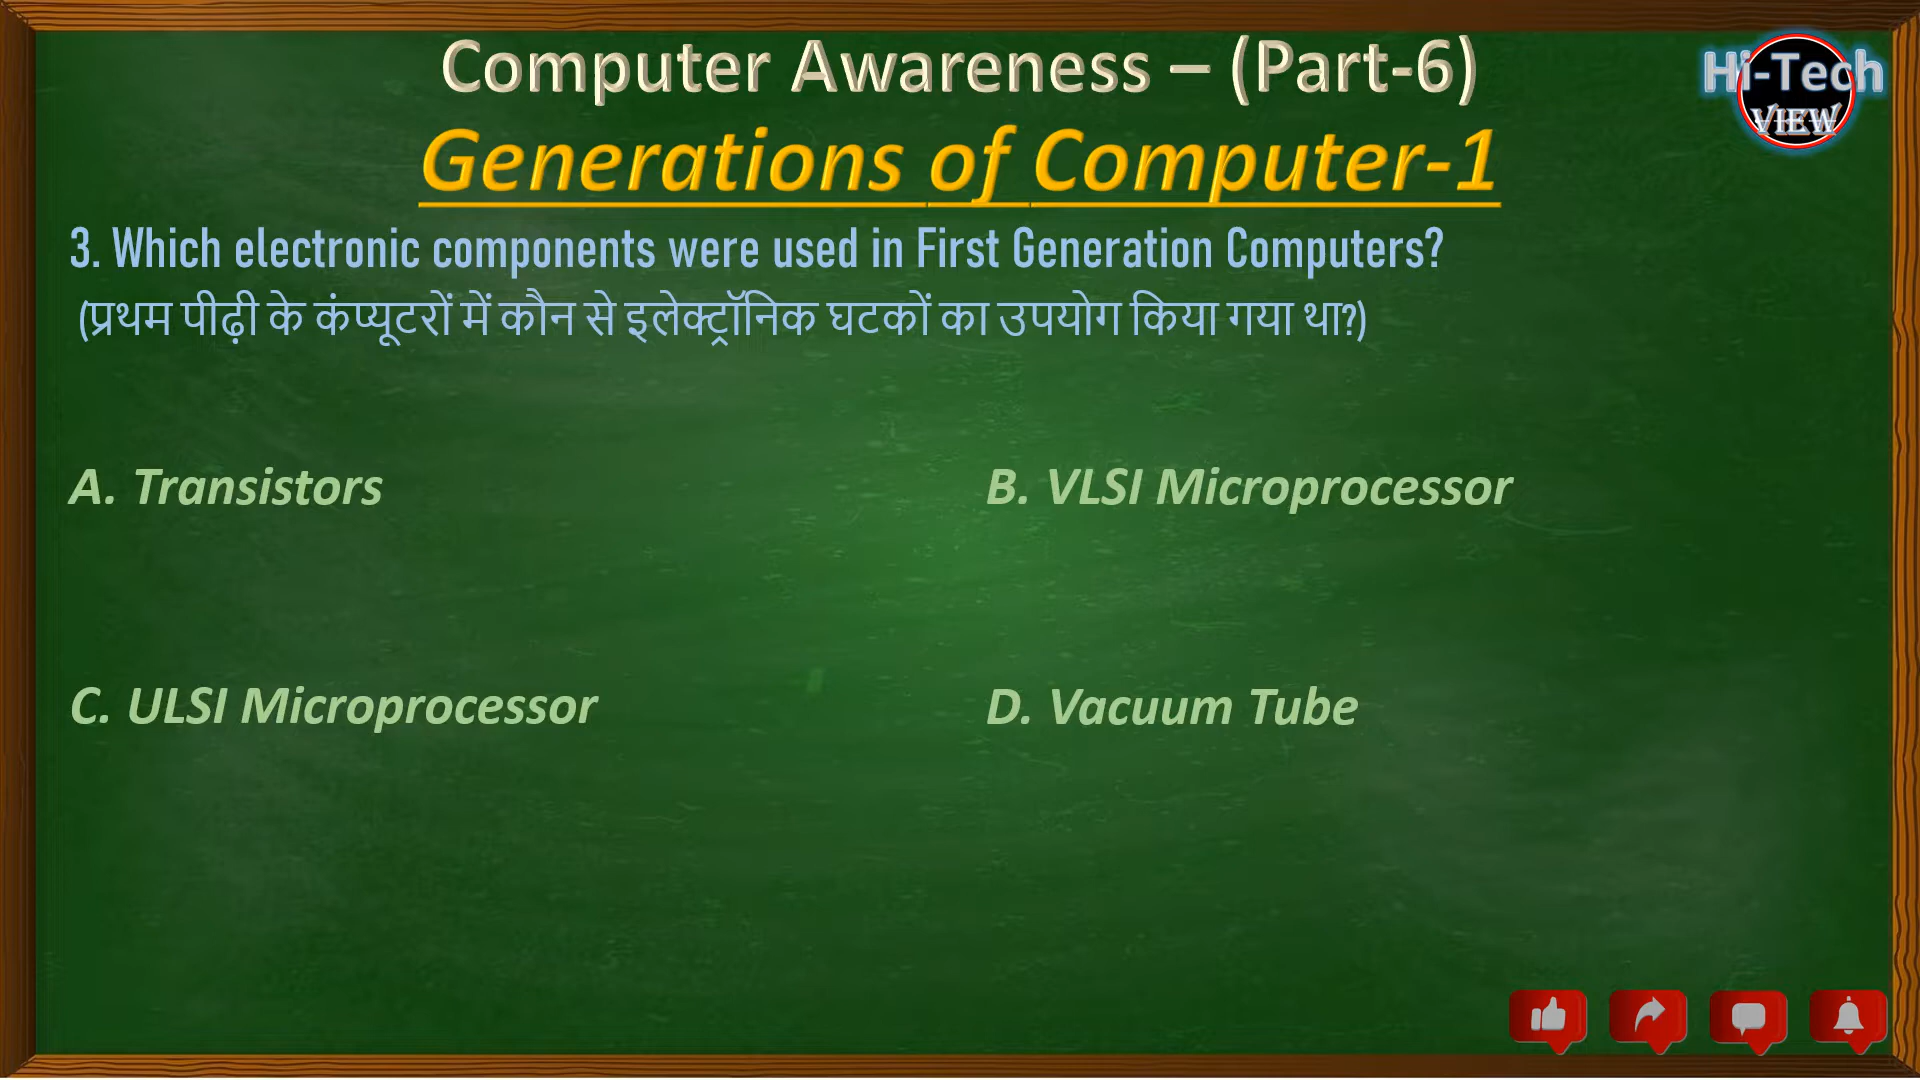 Computer Awareness – (Part-6)
Hi-Tech
VIEW
Generations of Computer-1
3. Which electronic components were used in First Generation Computers?
(प्रथम पीढ़ी के कंप्यूटरों में कौन से इलेक्ट्रॉनिक घटकों का उपयोग किया गया था?)
A. Transistors
B. VLSI Microprocessor
C. ULSI Microprocessor
D. Vacuum Tube